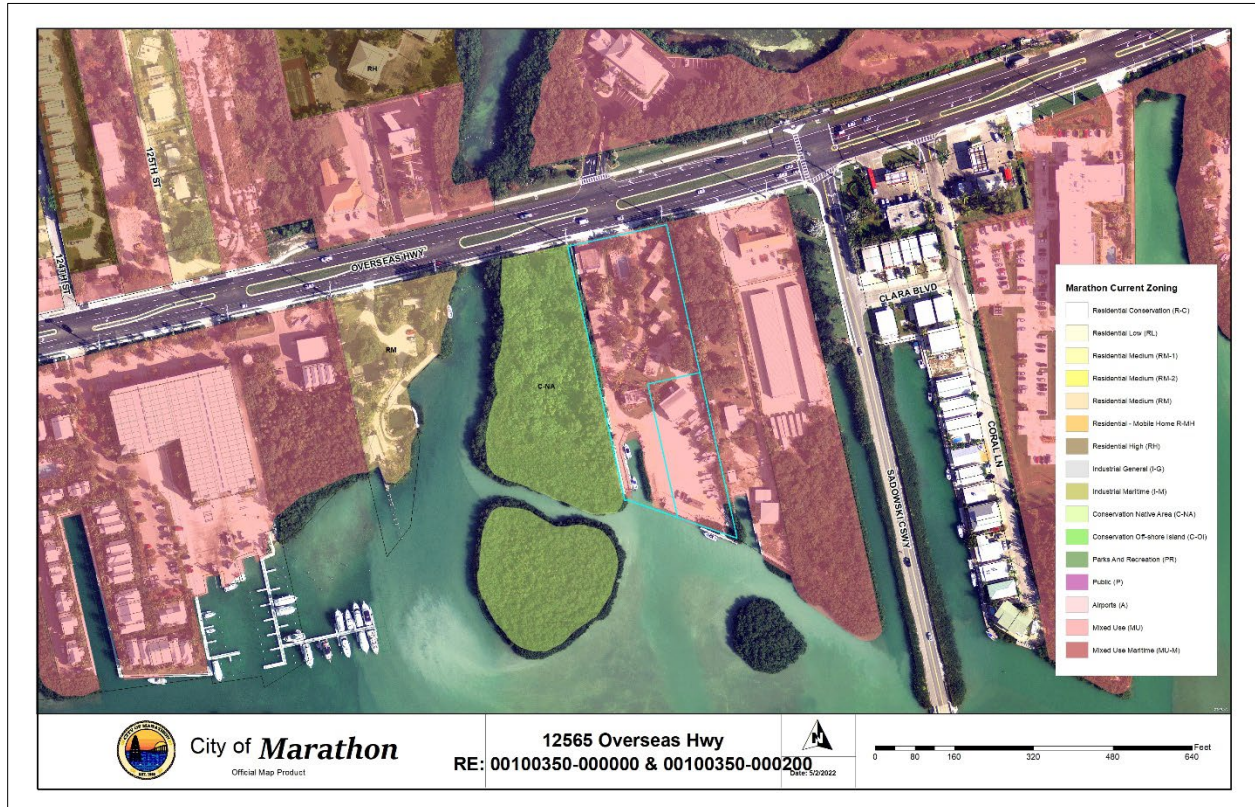 RH
125TH ST
124TH ST
OVERSEAS HWY
RM
C-NA
CLARA BLVD
SADOWSKI CSWY
CORAL LN
Marathon Current Zoning
Residential Conservation (R-C)
Residential Low (RL)
Residential Medium (RM-1)
Residential Medium (RM-2)
Residential Medium (RM)
Residential - Mobile Home R-MH
Residential High (RH)
Industrial General (I-G)
Industrial Maritime (I-M)
Conservation Native Area (C-NA)
Conservation Off-shore Island (C-OI)
Parks And Recreation (PR)
Public (P)
Airports (A)
Mixed Use (MU)
Mixed Use Maritime (MU-M)
CITY OF MARATHON
City of Marathon
Official Map Product
12565 Overseas Hwy
RE: 00100350-000000 & 00100350-000200
N
Date: 5/2/2022
Feet
0 80 160 320 480 640